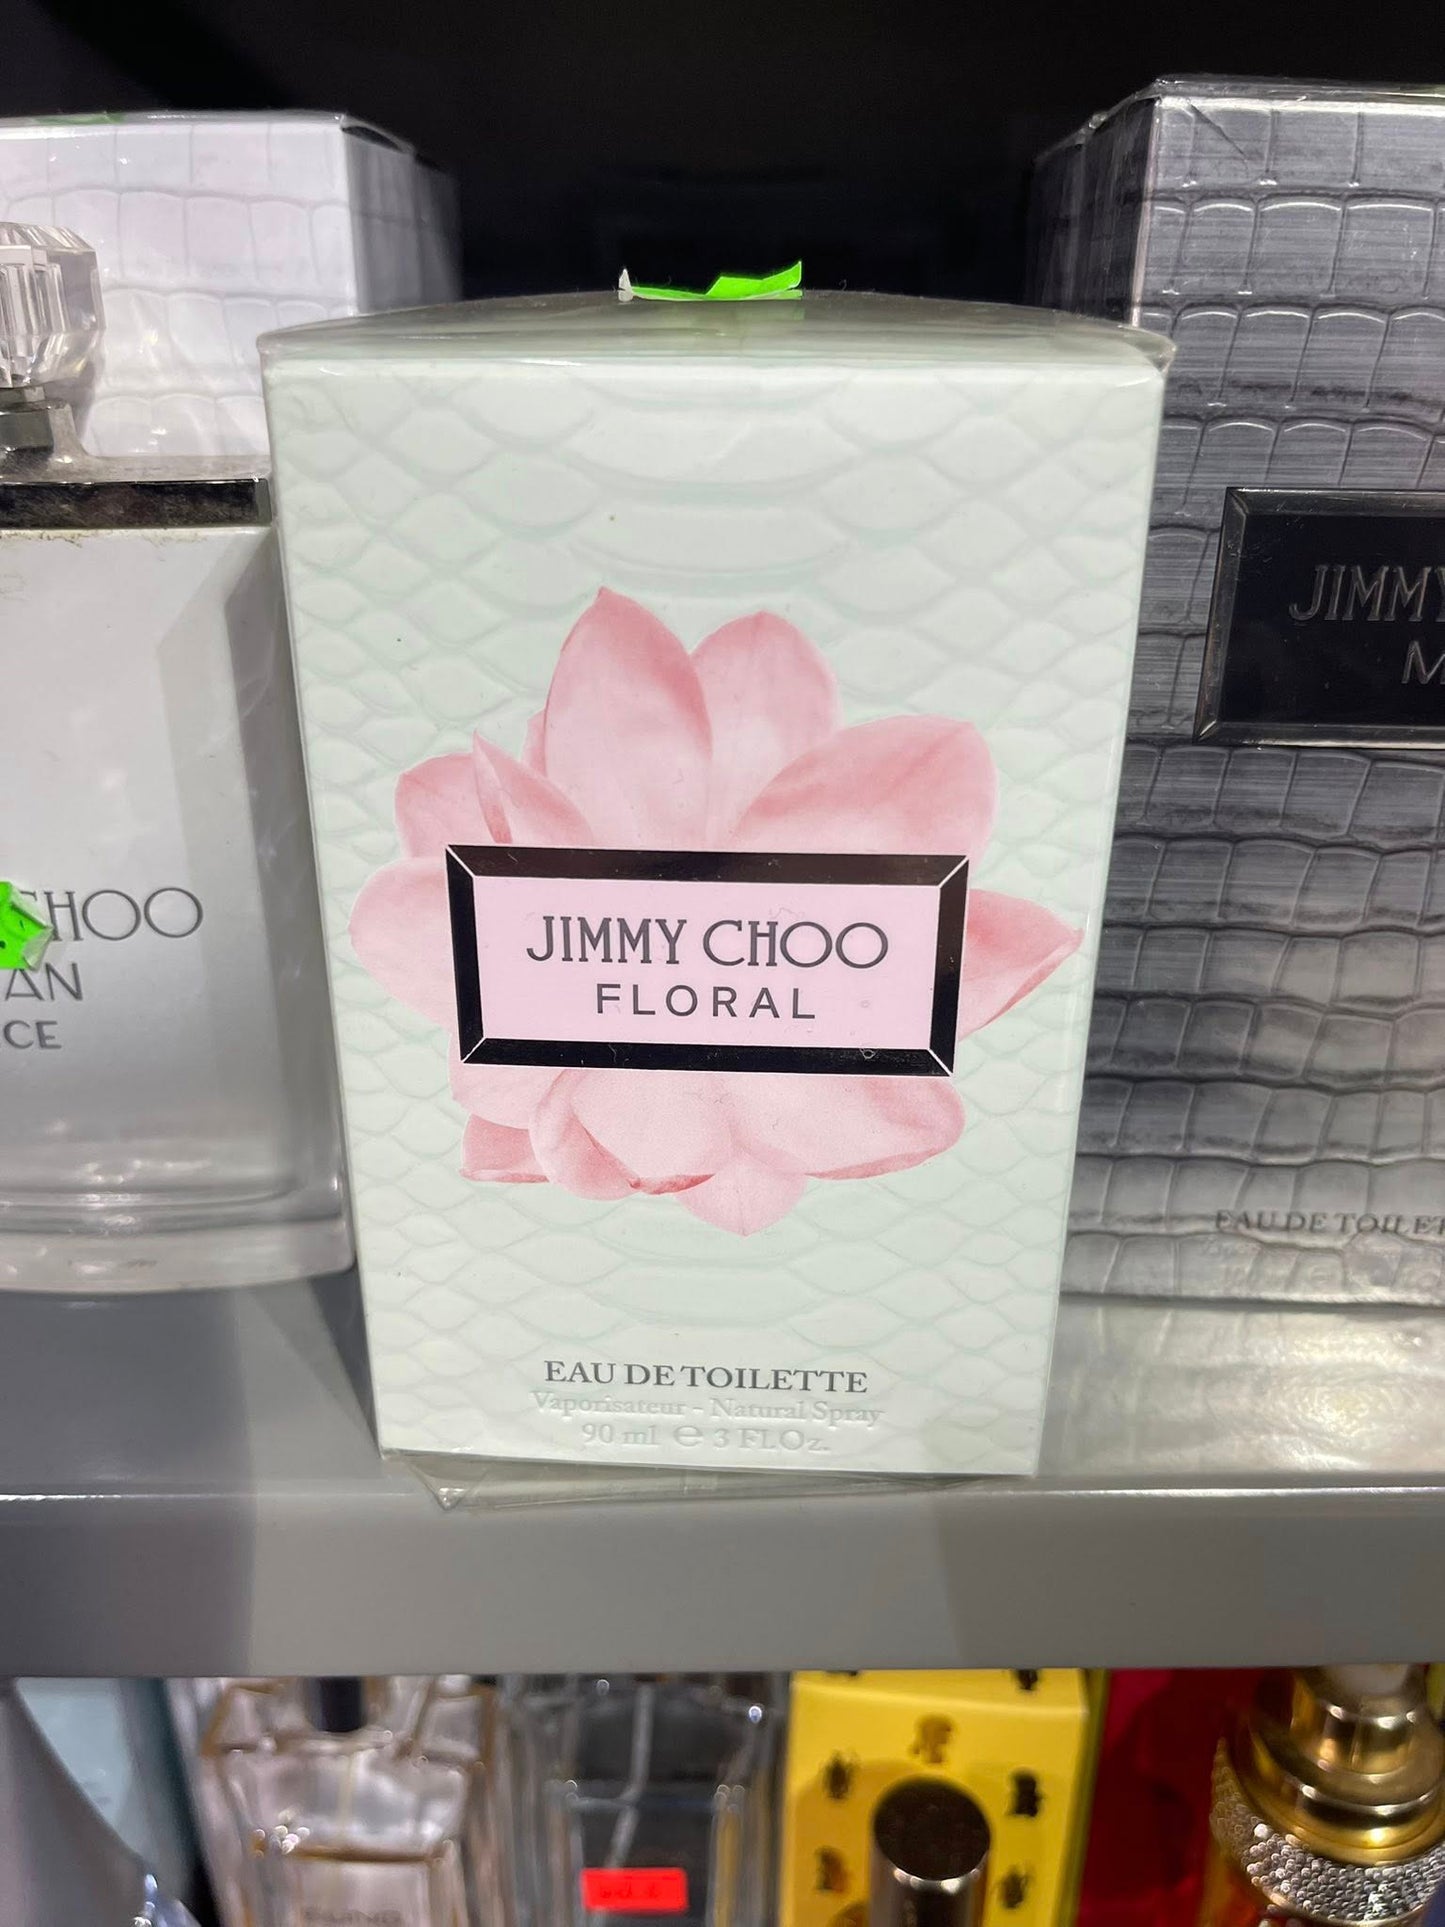 JIMMY CHOO
FLORAL
EAU DE TOILETTE
Vaporisateur - Natural Spray
90 ml ℮ 3 FL Oz.
CHOO
AN
CE
JIMMY
M
EAU DE TOILET